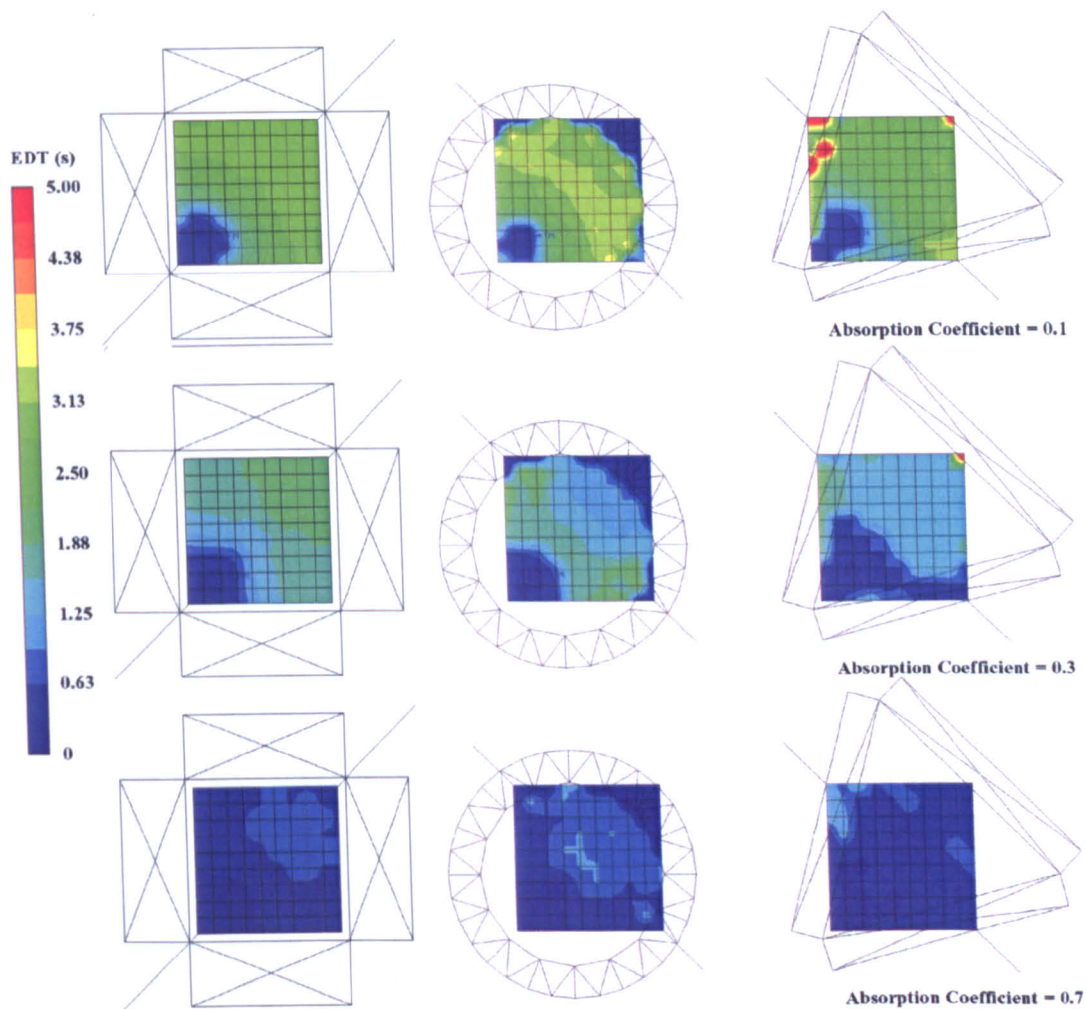 EDT (s)
5.00
4.38
3.75
3.13
2.50
1.88
1.25
0.63
0
Absorption Coefficient = 0.1
Absorption Coefficient = 0.3
Absorption Coefficient = 0.7